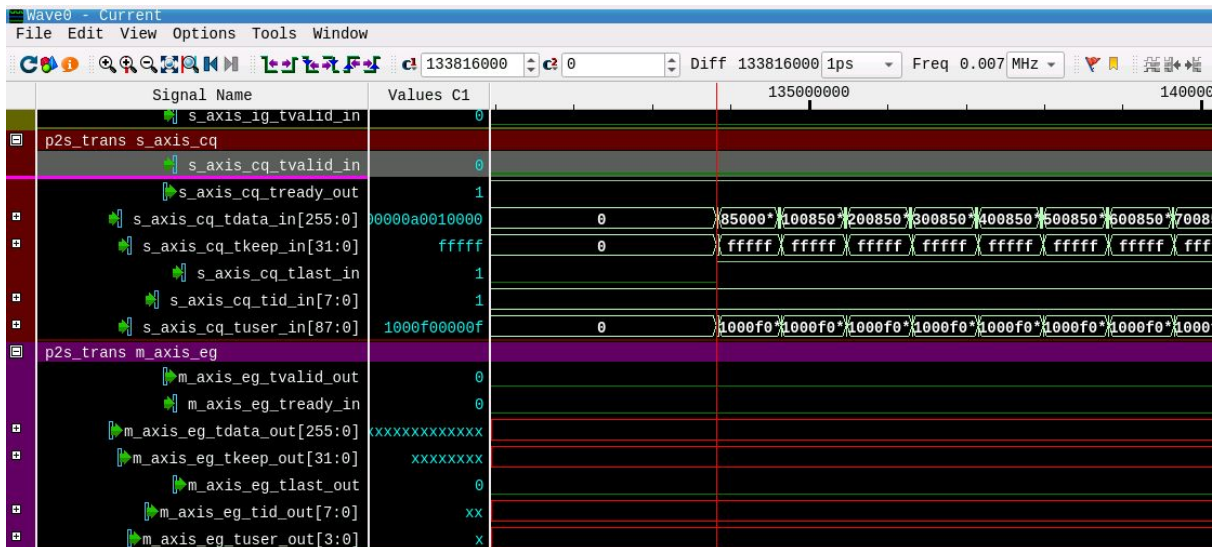 Wave0 - Current
File Edit View Options Tools Window
C1 133816000 C2 0 Diff 133816000 1ps Freq 0.007 MHz
Signal Name Values C1 135000000 140000
s_axis_ig_tvalid_in 0
p2s_trans s_axis_cq
s_axis_cq_tvalid_in 0
s_axis_cq_tready_out 1
s_axis_cq_tdata_in[255:0] 00000a0010000 0 85000* 100850* 200850* 300850* 400850* 500850* 600850* 7008
s_axis_cq_tkeep_in[31:0] fffff 0 fffff fffff fffff fffff fffff fffff fffff fff
s_axis_cq_tlast_in 1
s_axis_cq_tid_in[7:0] 1
s_axis_cq_tuser_in[87:0] 1000f00000f 0 1000f0* 1000f0* 1000f0* 1000f0* 1000f0* 1000f0* 1000f0* 1000
p2s_trans m_axis_eg
m_axis_eg_tvalid_out 0
m_axis_eg_tready_in 0
m_axis_eg_tdata_out[255:0] xxxxxxxxxxxxx
m_axis_eg_tkeep_out[31:0] xxxxxxxx
m_axis_eg_tlast_out 0
m_axis_eg_tid_out[7:0] xx
m_axis_eg_tuser_out[3:0] x